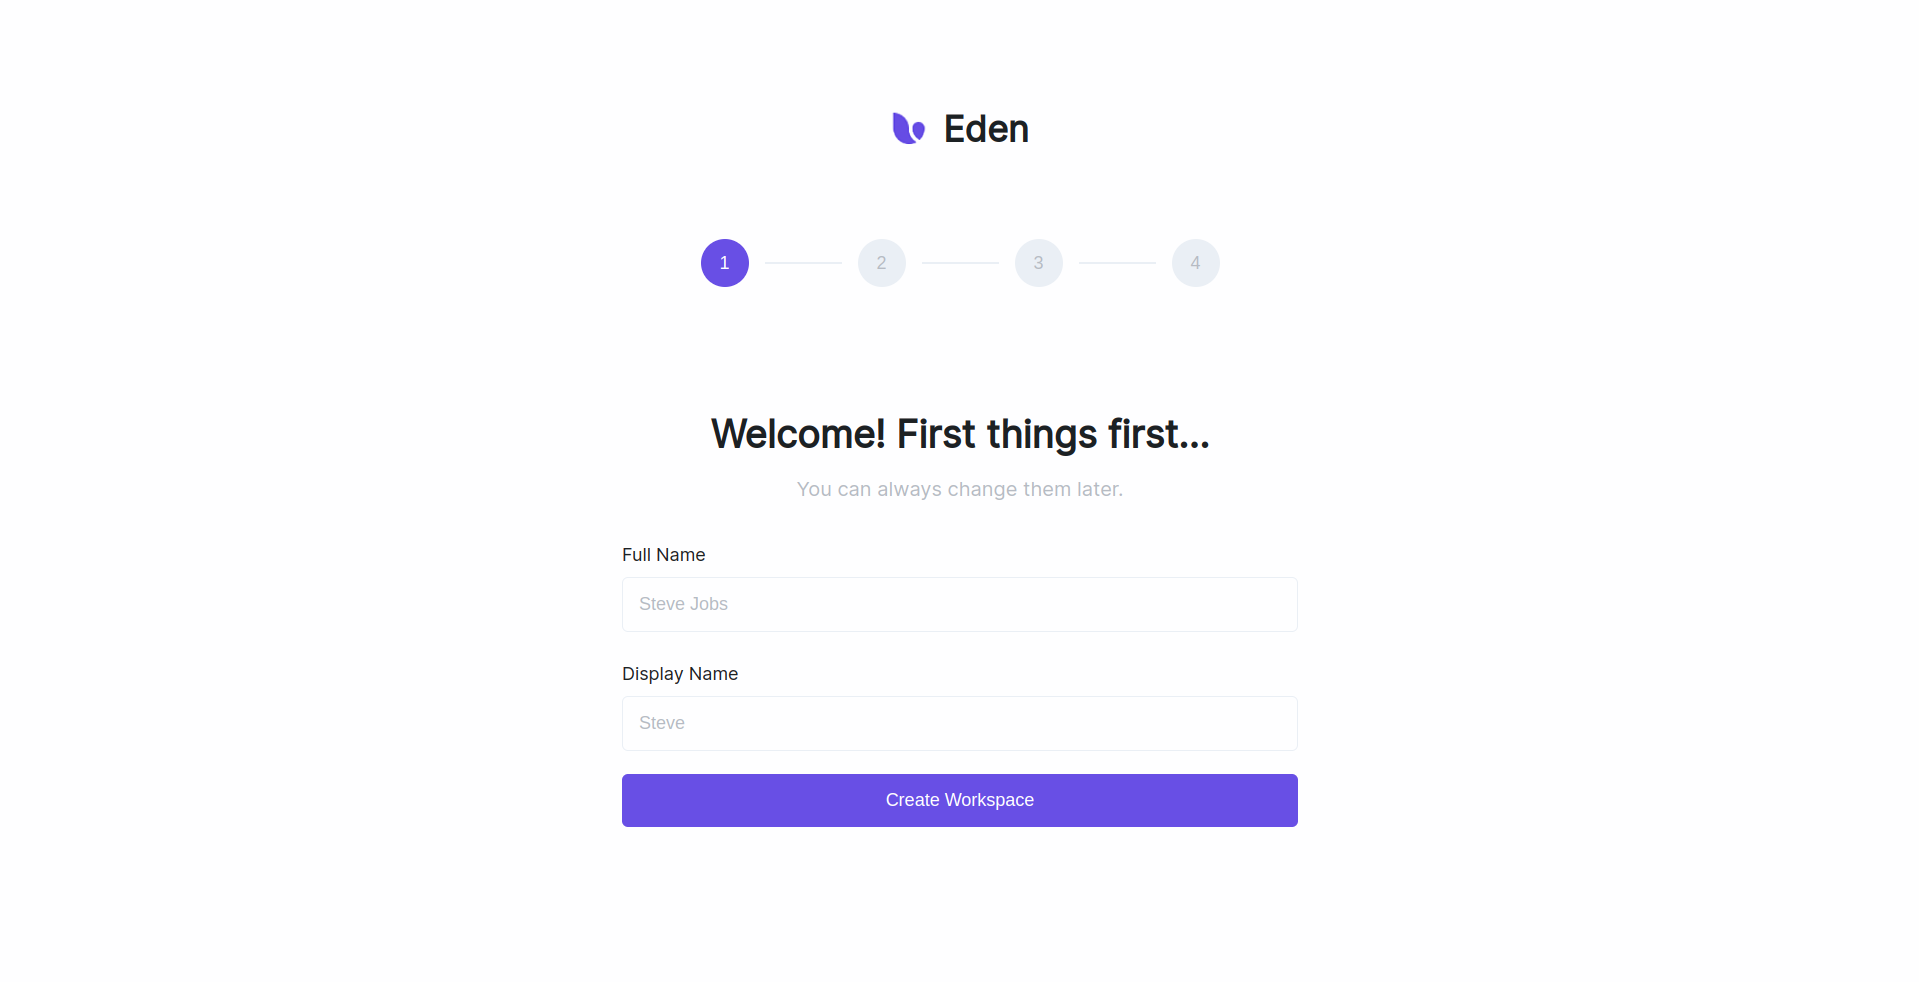 Eden
1 2 3 4
Welcome! First things first...
You can always change them later.
Full Name
Steve Jobs
Display Name
Steve
Create Workspace